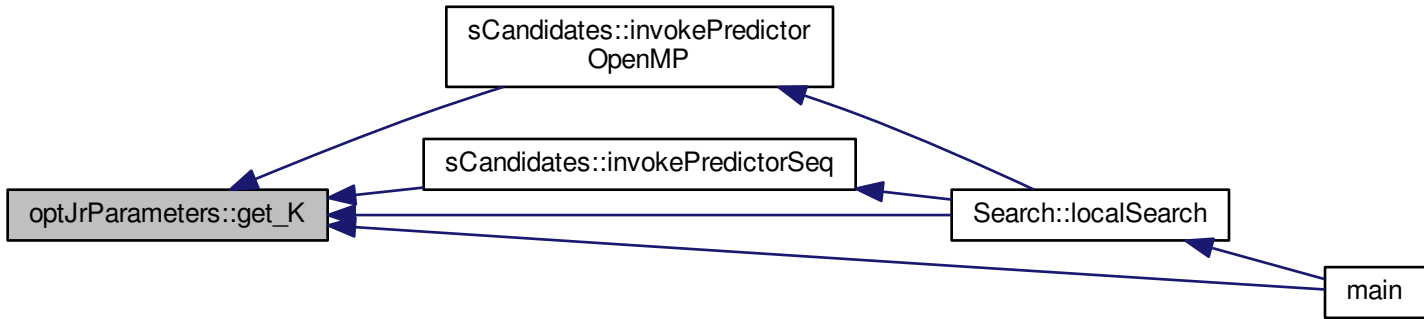 sCandidates::invokePredictor
OpenMP
sCandidates::invokePredictorSeq
optJrParameters::get_K
Search::localSearch
main